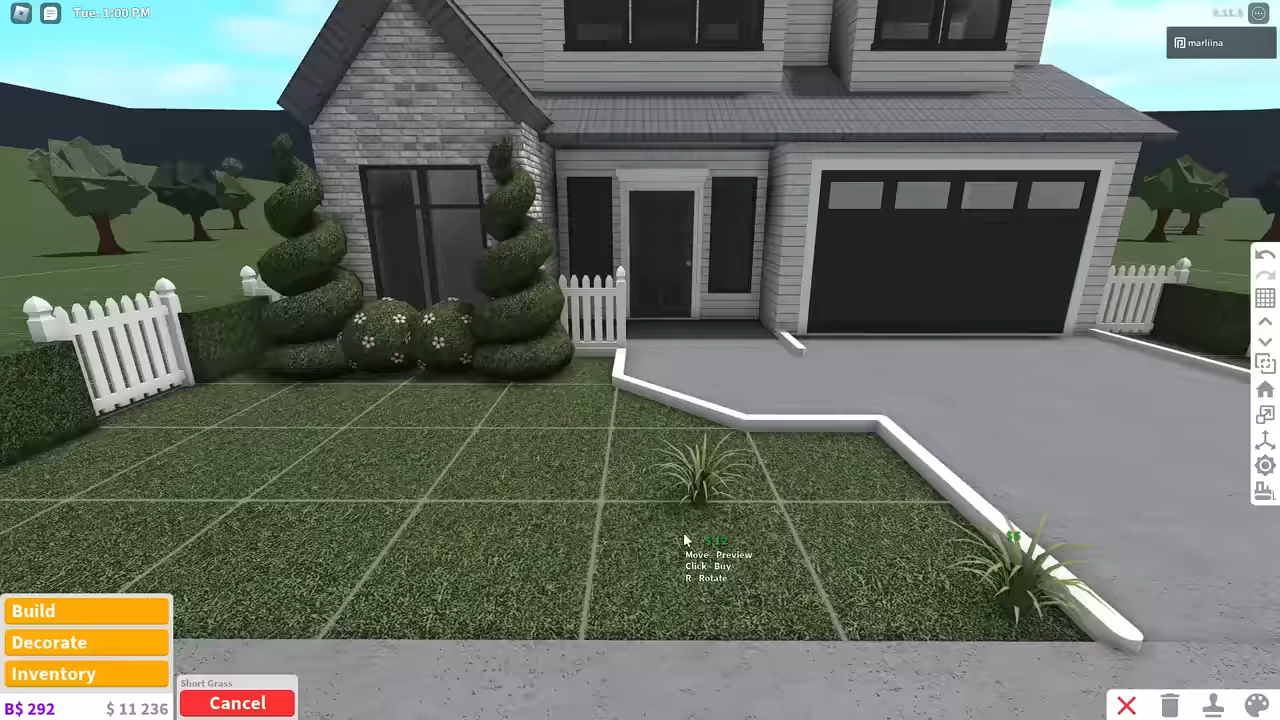 Tue. 1:00 PM
marliina
Move - Preview
Click - Buy
R - Rotate
Build
Decorate
Inventory
B$ 292
$ 11 236
Short Grass
Cancel